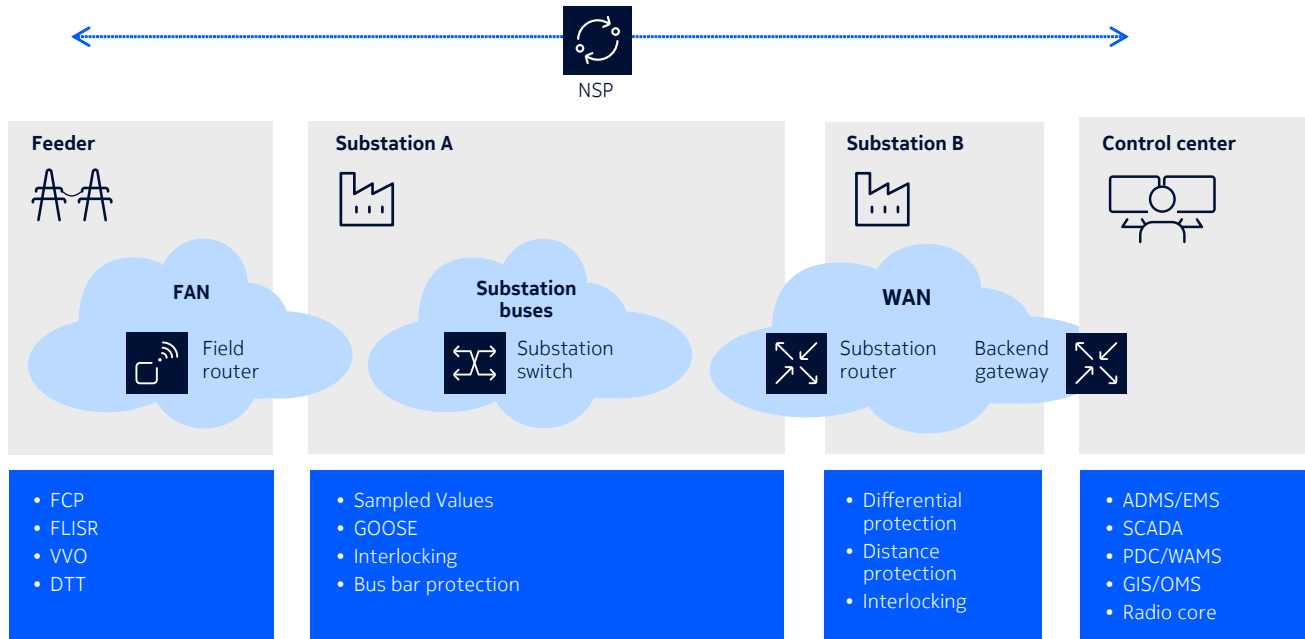 NSP
Feeder
Substation A
Substation B
Control center
FAN
Field
router
Substation
buses
Substation
switch
WAN
Substation
router
Backend
gateway
• FCP
• FLISR
• VVO
• DTT
• Sampled Values
• GOOSE
• Interlocking
• Bus bar protection
• Differential
protection
• Distance
protection
• Interlocking
• ADMS/EMS
• SCADA
• PDC/WAMS
• GIS/OMS
• Radio core